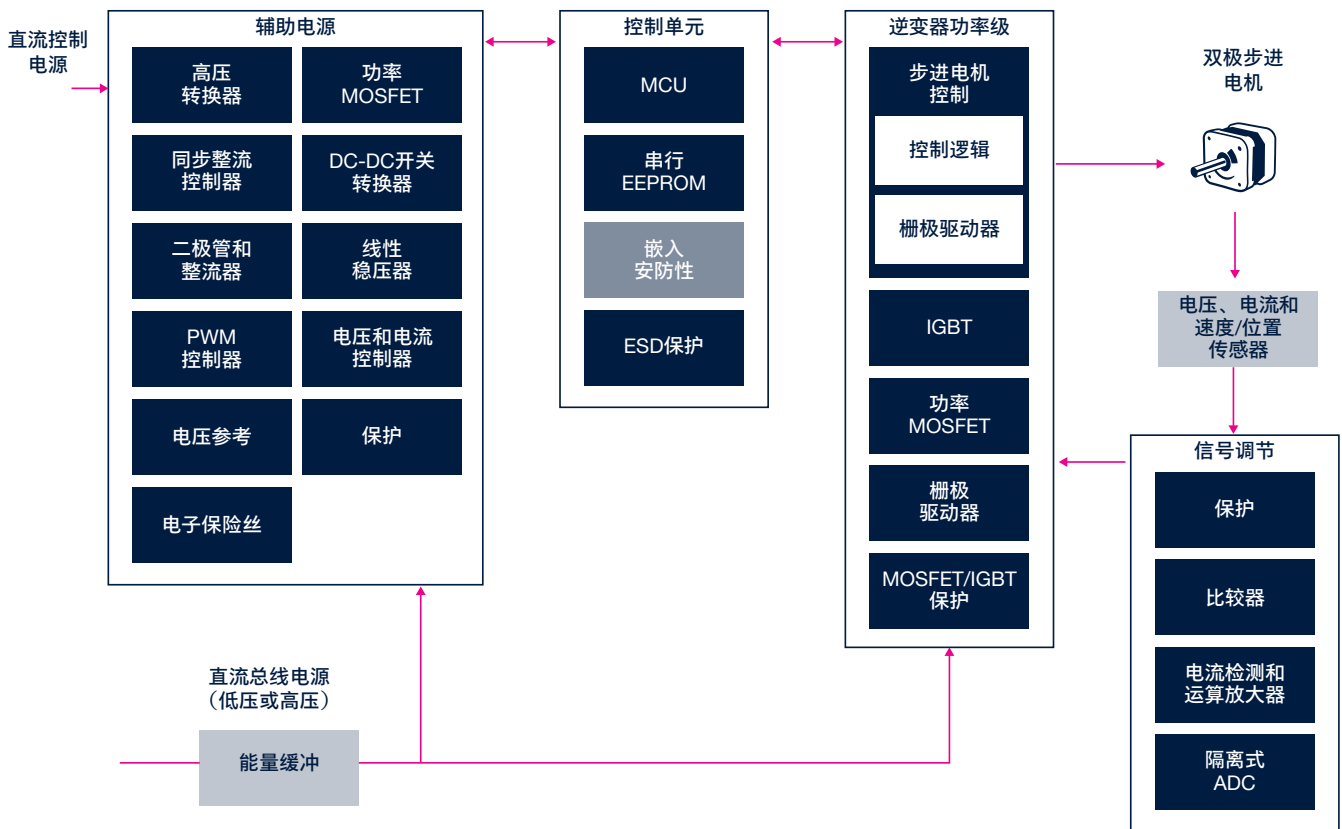 直流控制
电源
辅助电源
高压
转换器
功率
MOSFET
同步整流
控制器
DC-DC开关
转换器
二极管和
整流器
线性
稳压器
PWM
控制器
电压和电流
控制器
电压参考
保护
电子保险丝
控制单元
MCU
串行
EEPROM
嵌入
安防性
ESD保护
逆变器功率级
步进电机
控制
控制逻辑
栅极驱动器
IGBT
功率
MOSFET
栅极
驱动器
MOSFET/IGBT
保护
双极步进
电机
电压、电流和
速度/位置
传感器
信号调节
保护
比较器
电流检测和
运算放大器
隔离式
ADC
直流总线电源
（低压或高压）
能量缓冲